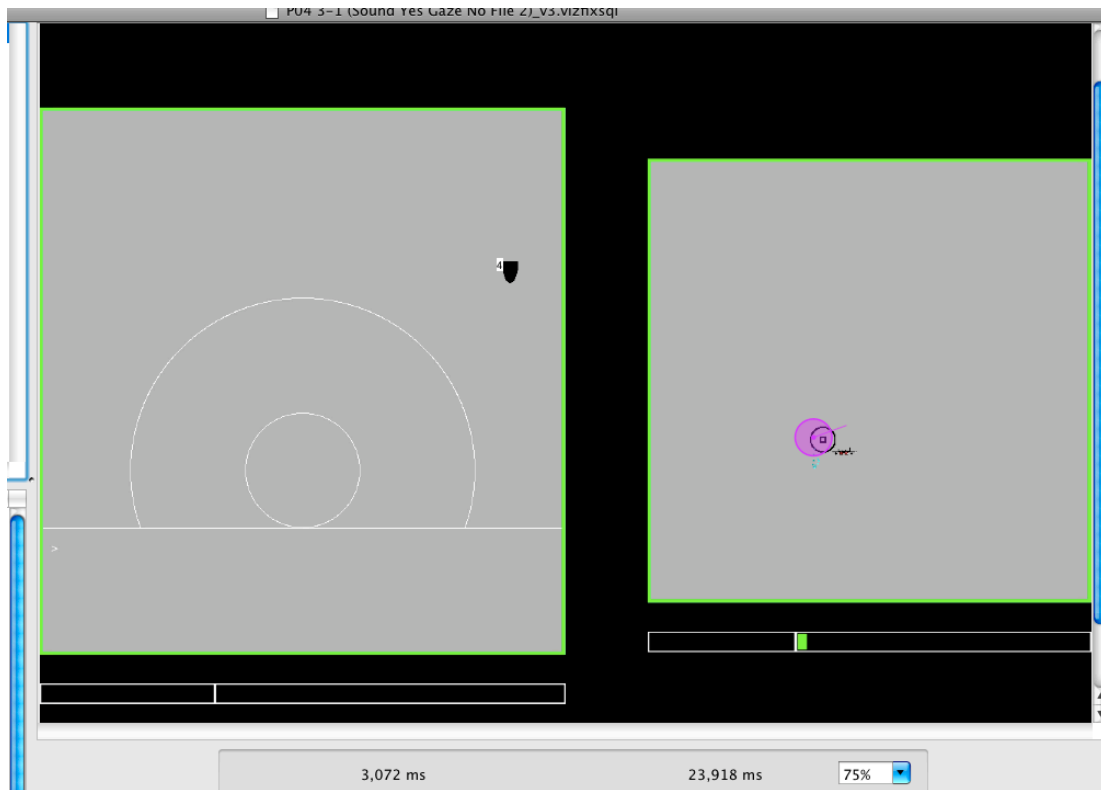 P04 3-1 (Sound Yes Gaze No File 2)_v3.vizfixsql
4
>
3,072 ms
23,918 ms
75%